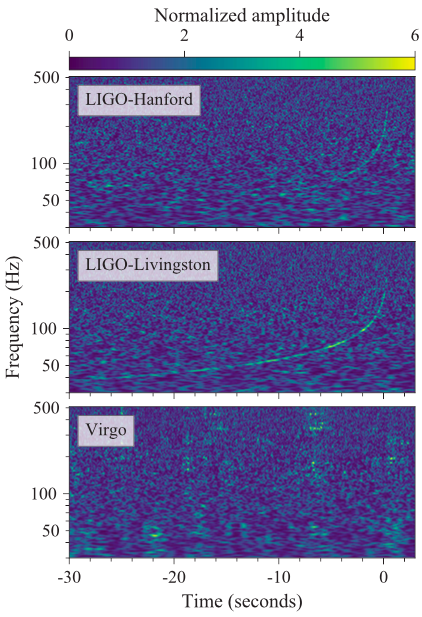 Normalized amplitude
0 2 4 6
500
LIGO-Hanford
100
50
500
LIGO-Livingston
Frequency (Hz)
100
50
500
Virgo
100
50
-30 -20 -10 0
Time (seconds)